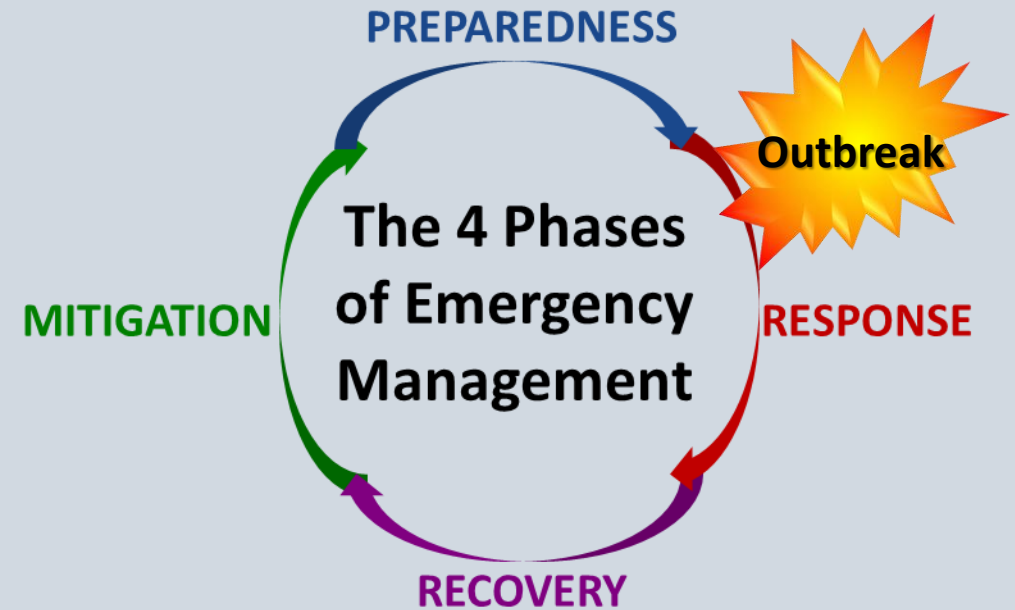 PREPAREDNESS
Outbreak
The 4 Phases
of Emergency
Management
MITIGATION
RESPONSE
RECOVERY